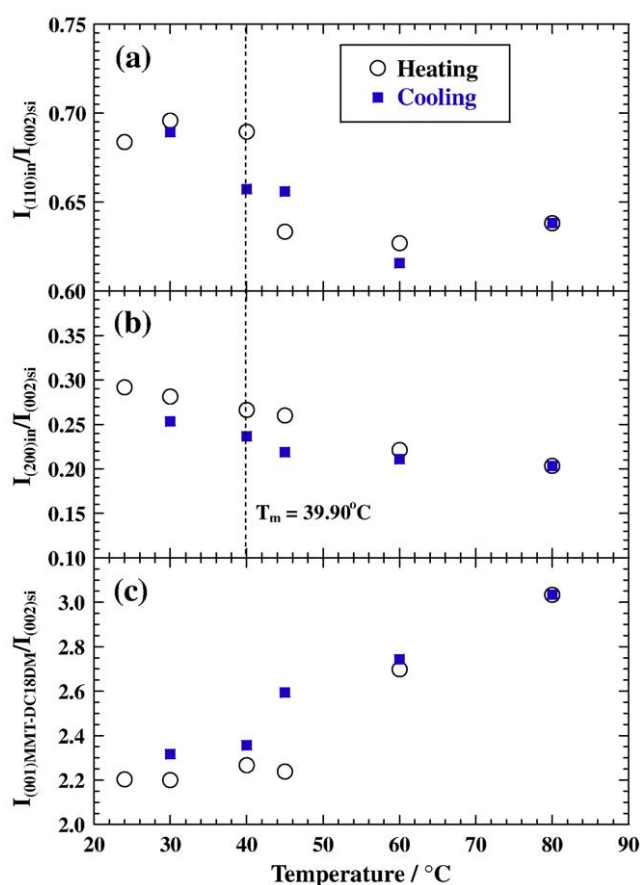 0.75
(a)
Heating
Cooling
0.70
0.65
0.60
I(110)in/I(002)si
(b)
0.35
0.30
0.25
0.20
0.15
0.10
I(200)in/I(002)si
Tm = 39.90°C
(c)
3.0
2.8
2.6
2.4
2.2
2.0
I(001)MMT-DC18DM/I(002)si
20 30 40 50 60 70 80 90
Temperature / °C